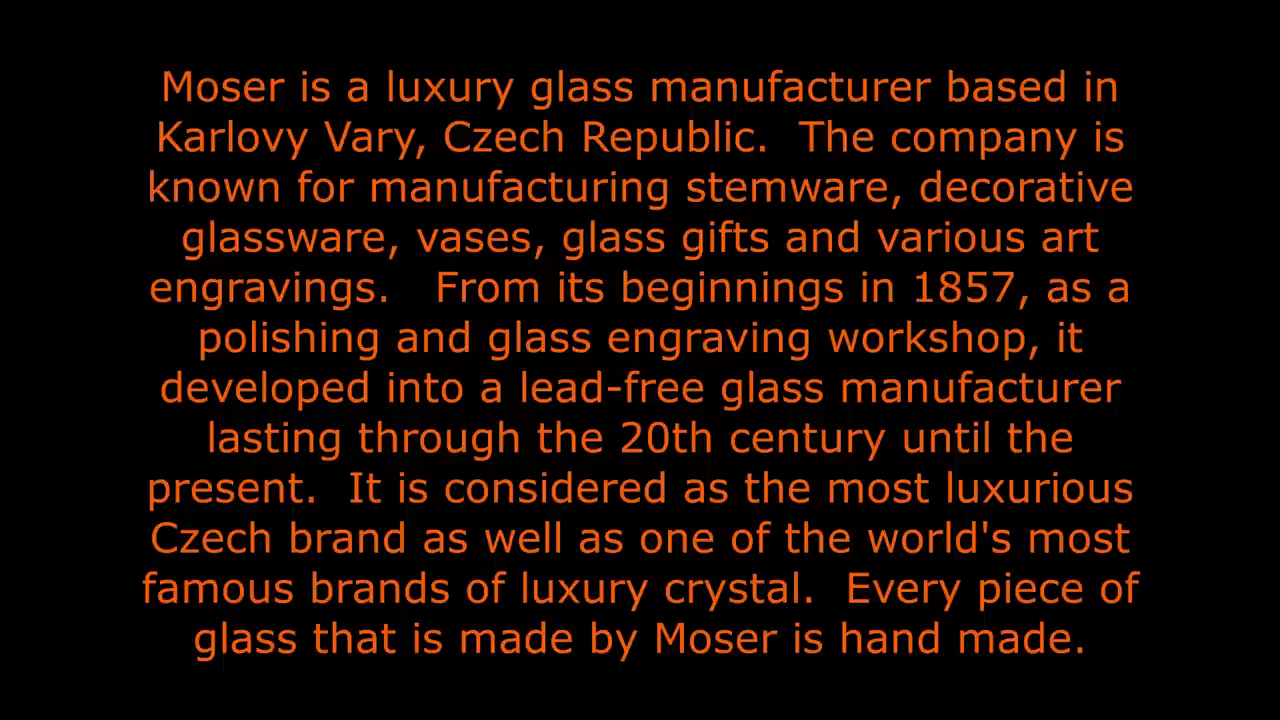 Moser is a luxury glass manufacturer based in
Karlovy Vary, Czech Republic.  The company is
known for manufacturing stemware, decorative
glassware, vases, glass gifts and various art
engravings.   From its beginnings in 1857, as a
polishing and glass engraving workshop, it
developed into a lead-free glass manufacturer
lasting through the 20th century until the
present.  It is considered as the most luxurious
Czech brand as well as one of the world's most
famous brands of luxury crystal.  Every piece of
glass that is made by Moser is hand made.